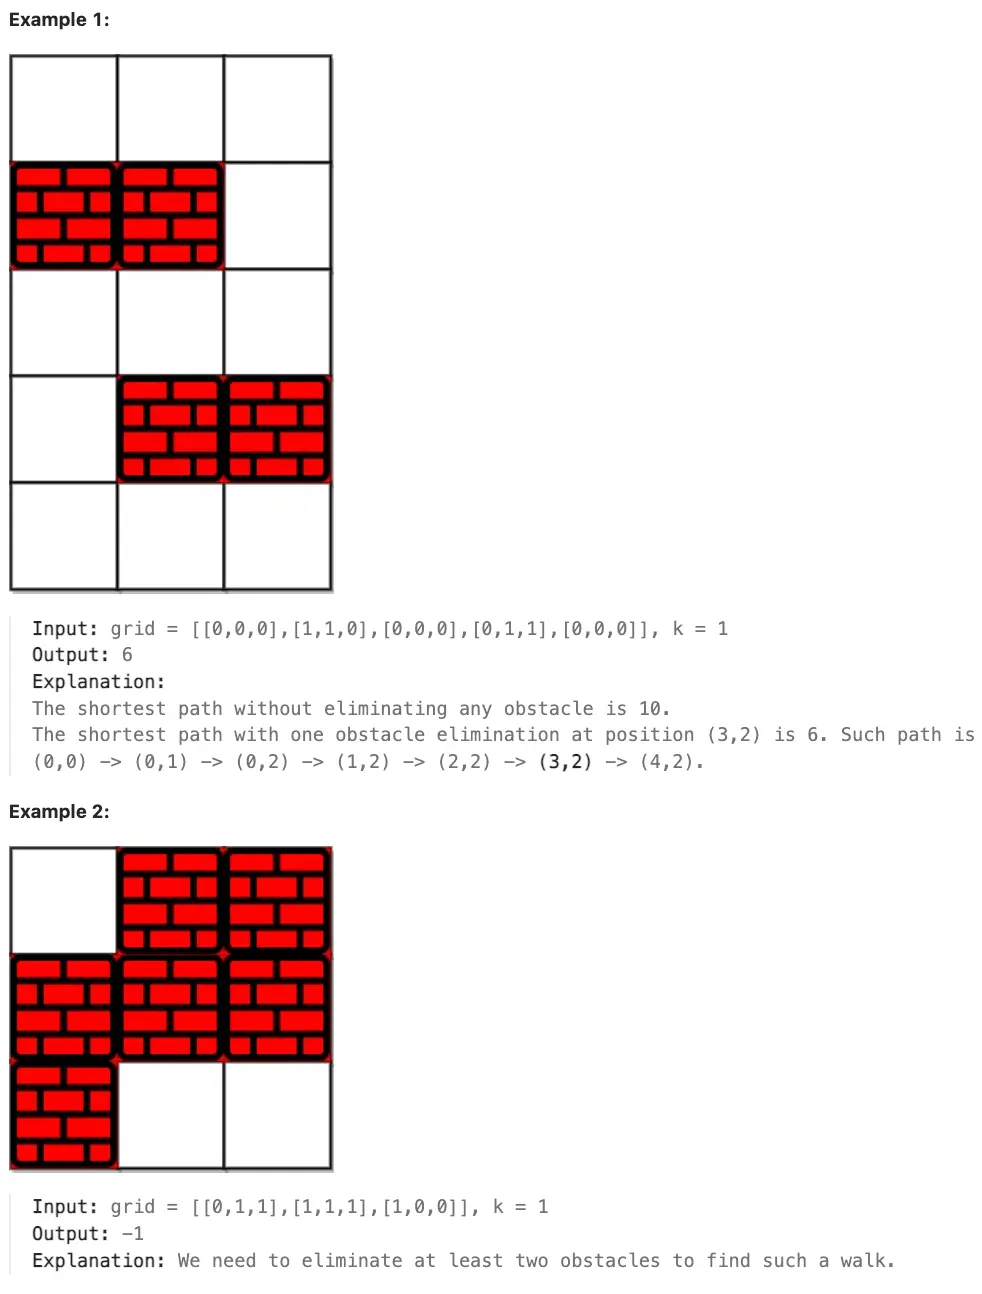 Example 1:
Input: grid = [[0,0,0],[1,1,0],[0,0,0],[0,1,1],[0,0,0]], k = 1
Output: 6
Explanation:
The shortest path without eliminating any obstacle is 10.
The shortest path with one obstacle elimination at position (3,2) is 6. Such path is
(0,0) -> (0,1) -> (0,2) -> (1,2) -> (2,2) -> (3,2) -> (4,2).
Example 2:
Input: grid = [[0,1,1],[1,1,1],[1,0,0]], k = 1
Output: -1
Explanation: We need to eliminate at least two obstacles to find such a walk.